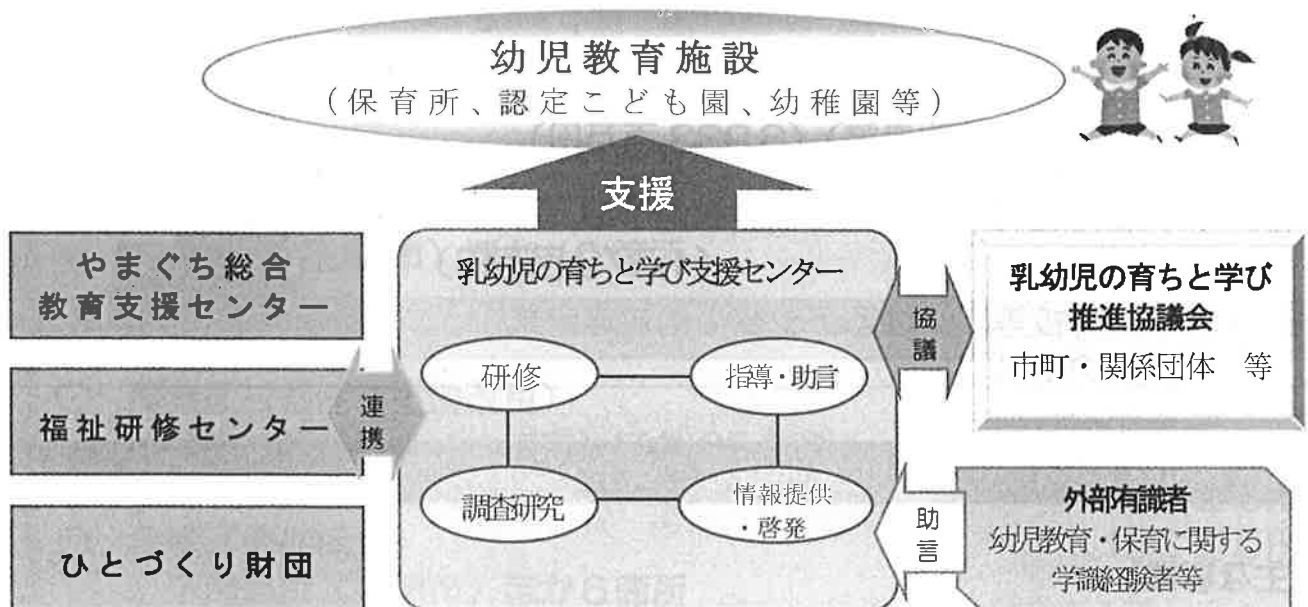 幼児教育施設
（保育所、認定こども園、幼稚園等）
支援
やまぐち総合
教育支援センター
福祉研修センター
ひとづくり財団
連携
乳幼児の育ちと学び支援センター
研修
指導・助言
調査研究
情報提供
・啓発
協議
乳幼児の育ちと学び
推進協議会
市町・関係団体　等
助言
外部有識者
幼児教育・保育に関する
学識経験者等